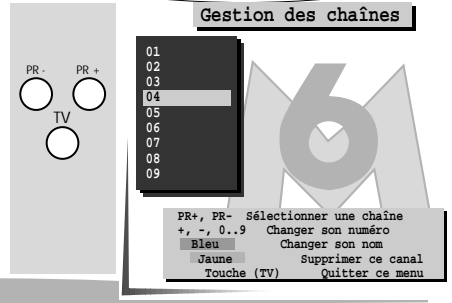 Gestion des chaînes
PR - PR +
TV
01
02
03
04
05
06
07
08
09
M6
PR+, PR- Sélectionner une chaîne
+, -, 0..9 Changer son numéro
Bleu Changer son nom
Jaune Supprimer ce canal
Touche (TV) Quitter ce menu